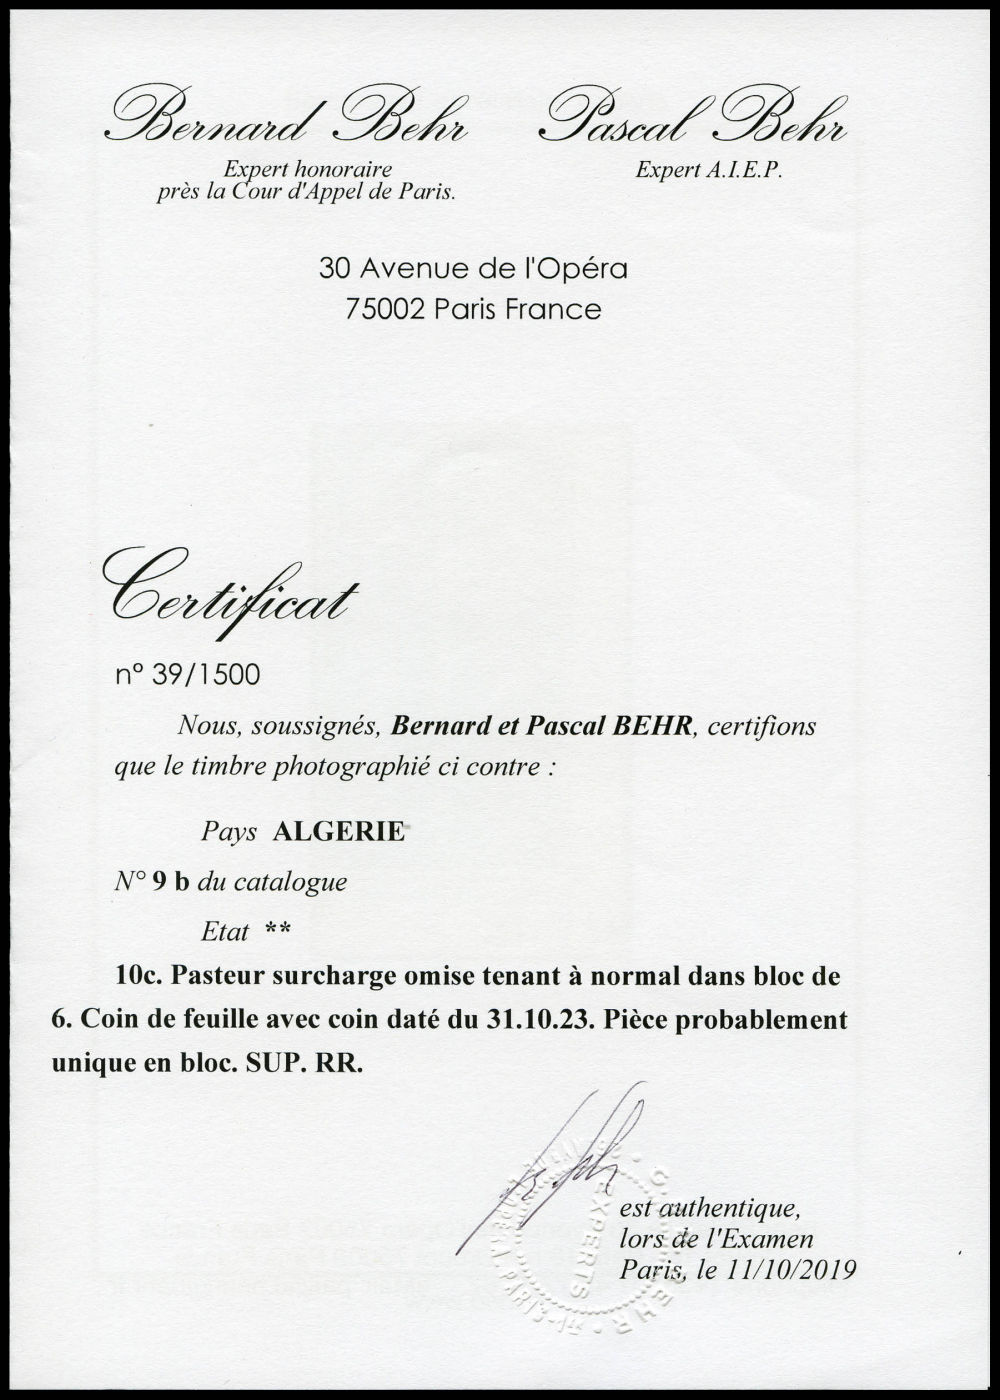 Bernard Behr Pascal Behr
Expert honoraire Expert A.I.E.P.
près la Cour d'Appel de Paris.
30 Avenue de l'Opéra
75002 Paris France
Certificat
n° 39/1500
Nous, soussignés, Bernard et Pascal BEHR, certifions
que le timbre photographié ci contre :
Pays ALGERIE
N° 9 b du catalogue
Etat **
10c. Pasteur surcharge omise tenant à normal dans bloc de
6. Coin de feuille avec coin daté du 31.10.23. Pièce probablement
unique en bloc. SUP. RR.
est authentique,
lors de l'Examen
Paris, le 11/10/2019
EXPERTS